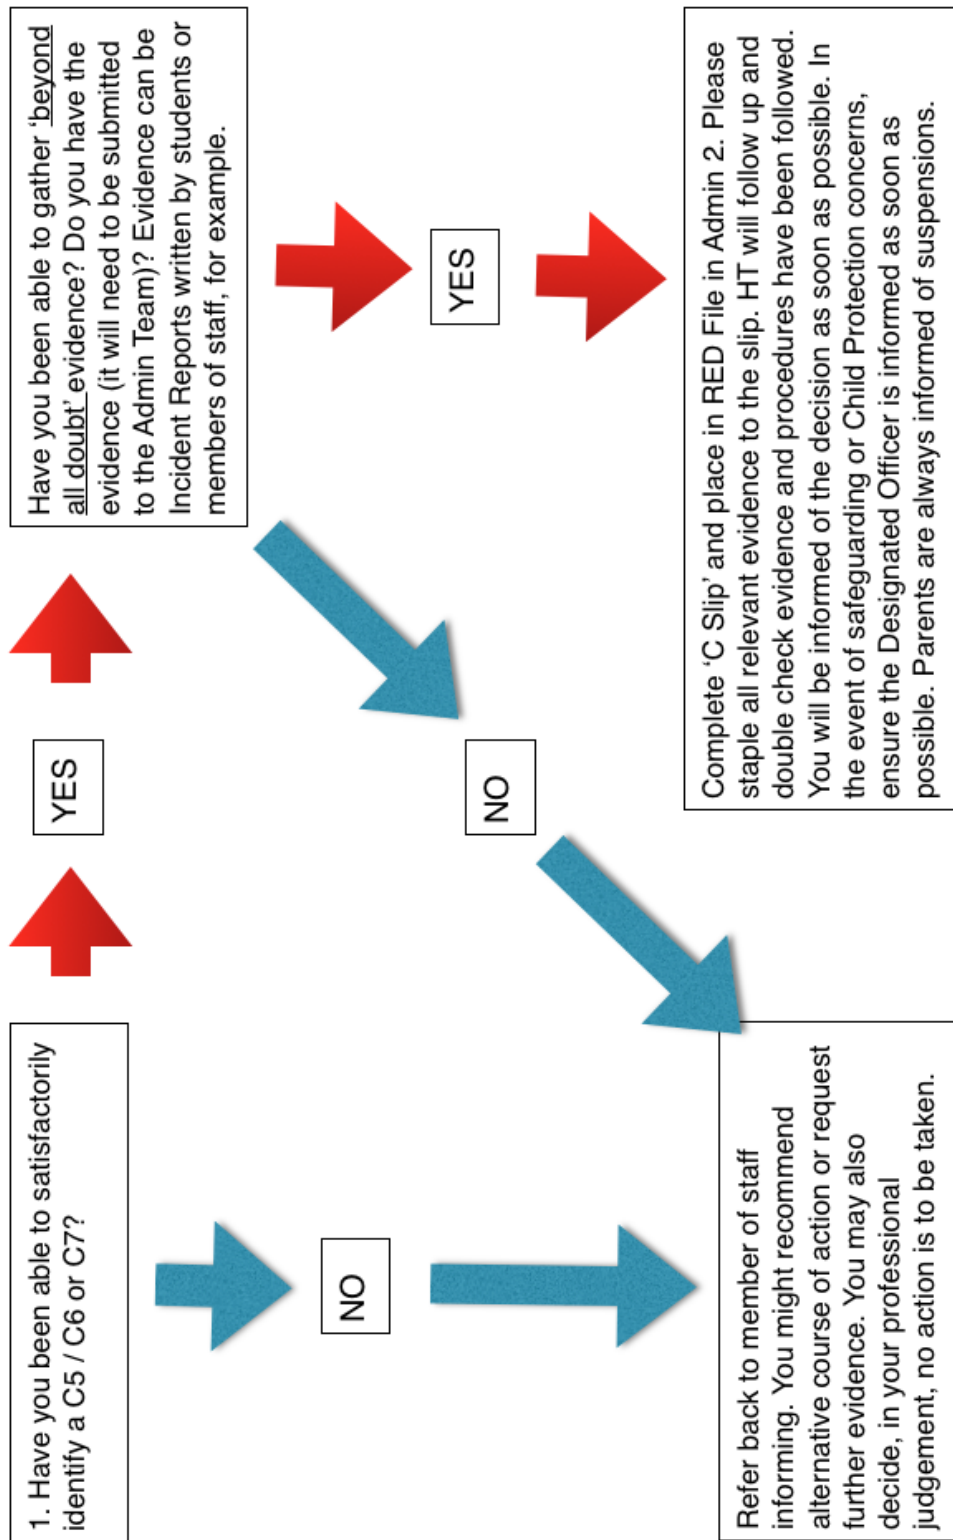 1. Have you been able to satisfactorily
identify a C5 / C6 or C7?
YES
Have you been able to gather ‘beyond
all doubt’ evidence? Do you have the
evidence (it will need to be submitted
to the Admin Team)? Evidence can be
Incident Reports written by students or
members of staff, for example.
NO
NO
YES
Refer back to member of staff
informing. You might recommend
alternative course of action or request
further evidence. You may also
decide, in your professional
judgement, no action is to be taken.
Complete ‘C Slip’ and place in RED File in Admin 2. Please
staple all relevant evidence to the slip. HT will follow up and
double check evidence and procedures have been followed.
You will be informed of the decision as soon as possible. In
the event of safeguarding or Child Protection concerns,
ensure the Designated Officer is informed as soon as
possible. Parents are always informed of suspensions.